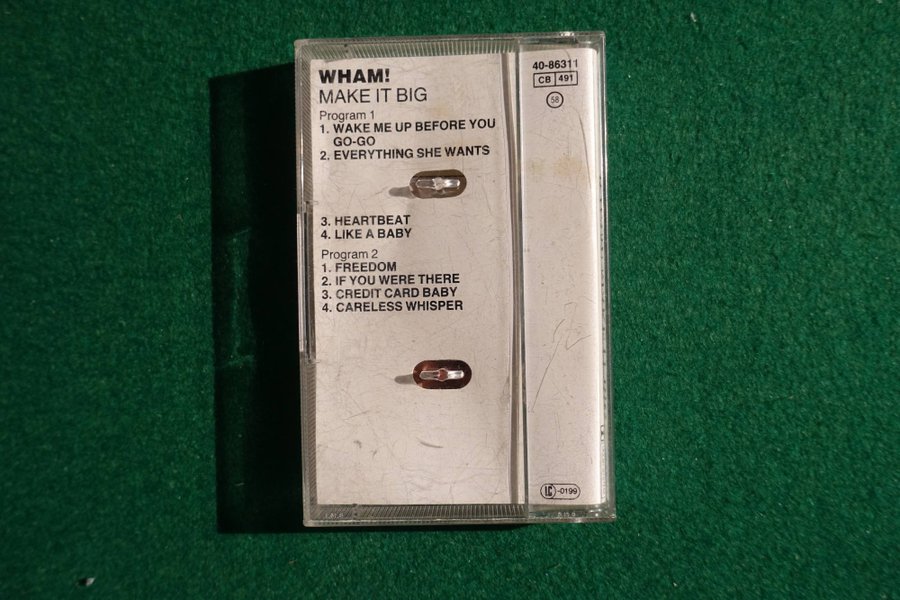 WHAM!
MAKE IT BIG
Program 1
1. WAKE ME UP BEFORE YOU
GO-GO
2. EVERYTHING SHE WANTS
3. HEARTBEAT
4. LIKE A BABY
Program 2
1. FREEDOM
2. IF YOU WERE THERE
3. CREDIT CARD BABY
4. CARELESS WHISPER
40-86311
CB 491
58
LC-0199